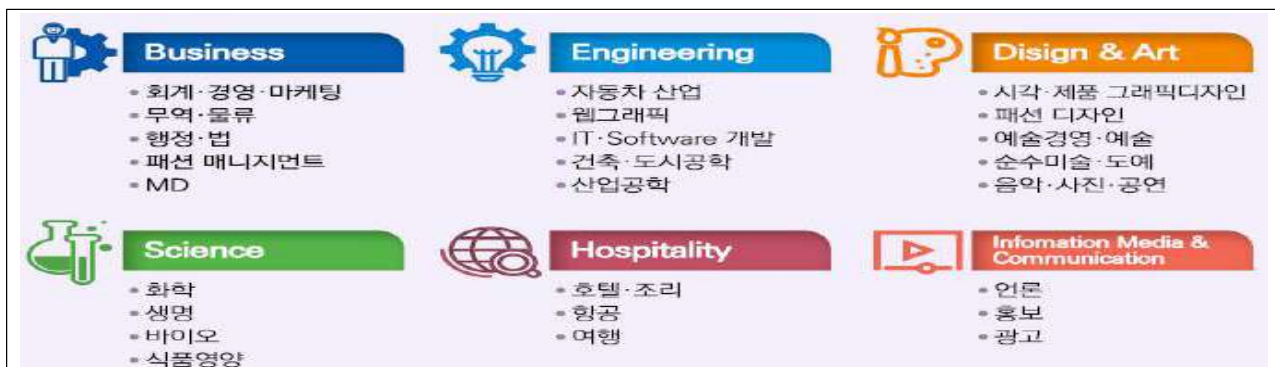 Business
• 회계·경영·마케팅
• 무역·물류
• 행정·법
• 패션 매니지먼트
• MD
Engineering
• 자동차 산업
• 웹그래픽
• IT·Software 개발
• 건축·도시공학
• 산업공학
Disign & Art
• 시각·제품 그래픽디자인
• 패션 디자인
• 예술경영·예술
• 순수미술·도예
• 음악·사진·공연
Science
• 화학
• 생명
• 바이오
• 식품영양
Hospitality
• 호텔·조리
• 항공
• 여행
Infomation Media &
Communication
• 언론
• 홍보
• 광고